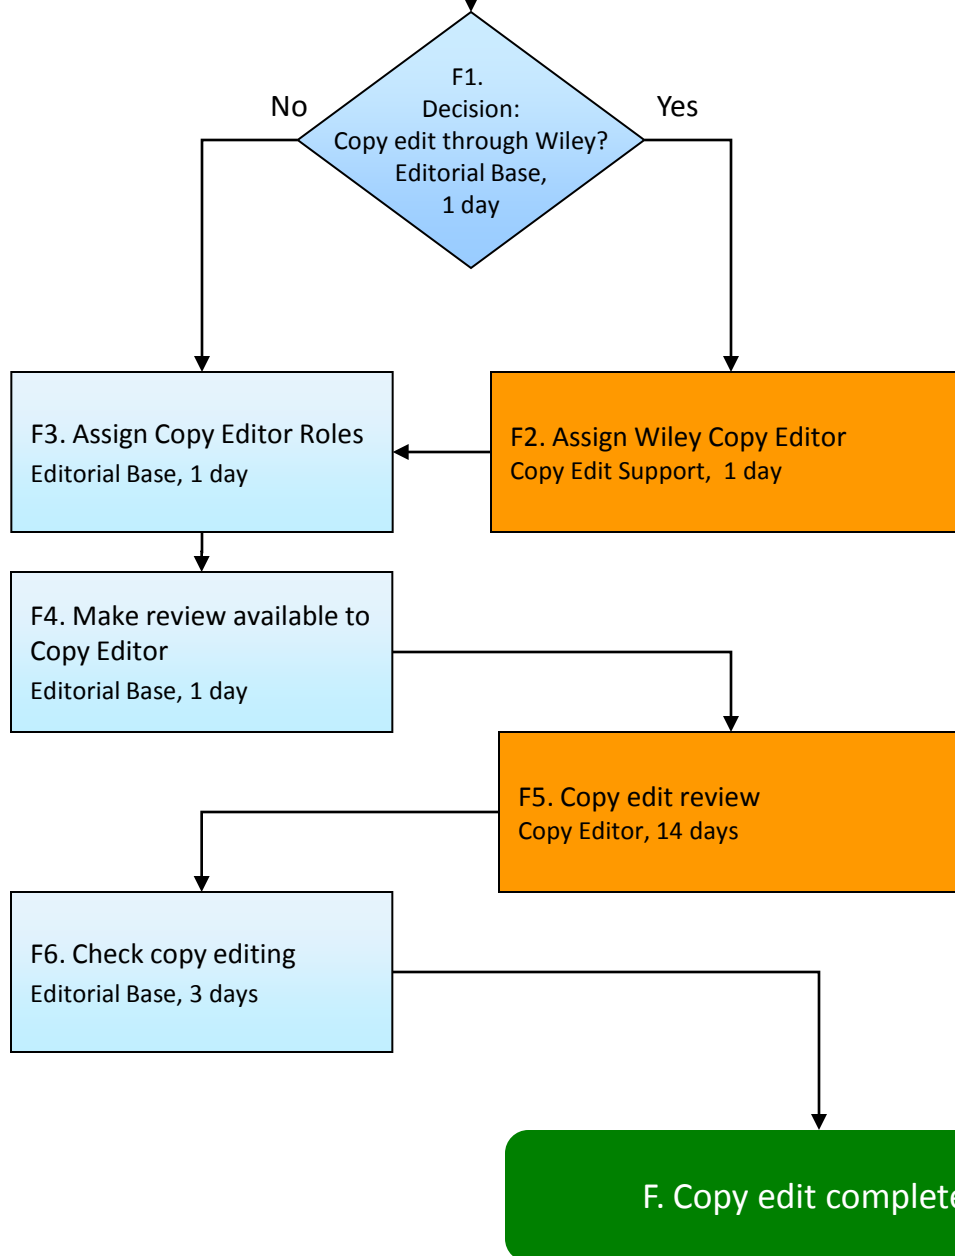 F1.
Decision:
Copy edit through Wiley?
Editorial Base,
1 day
No
Yes
F3. Assign Copy Editor Roles
Editorial Base, 1 day
F2. Assign Wiley Copy Editor
Copy Edit Support,  1 day
F4. Make review available to
Copy Editor
Editorial Base, 1 day
F5. Copy edit review
Copy Editor, 14 days
F6. Check copy editing
Editorial Base, 3 days
F. Copy edit complete